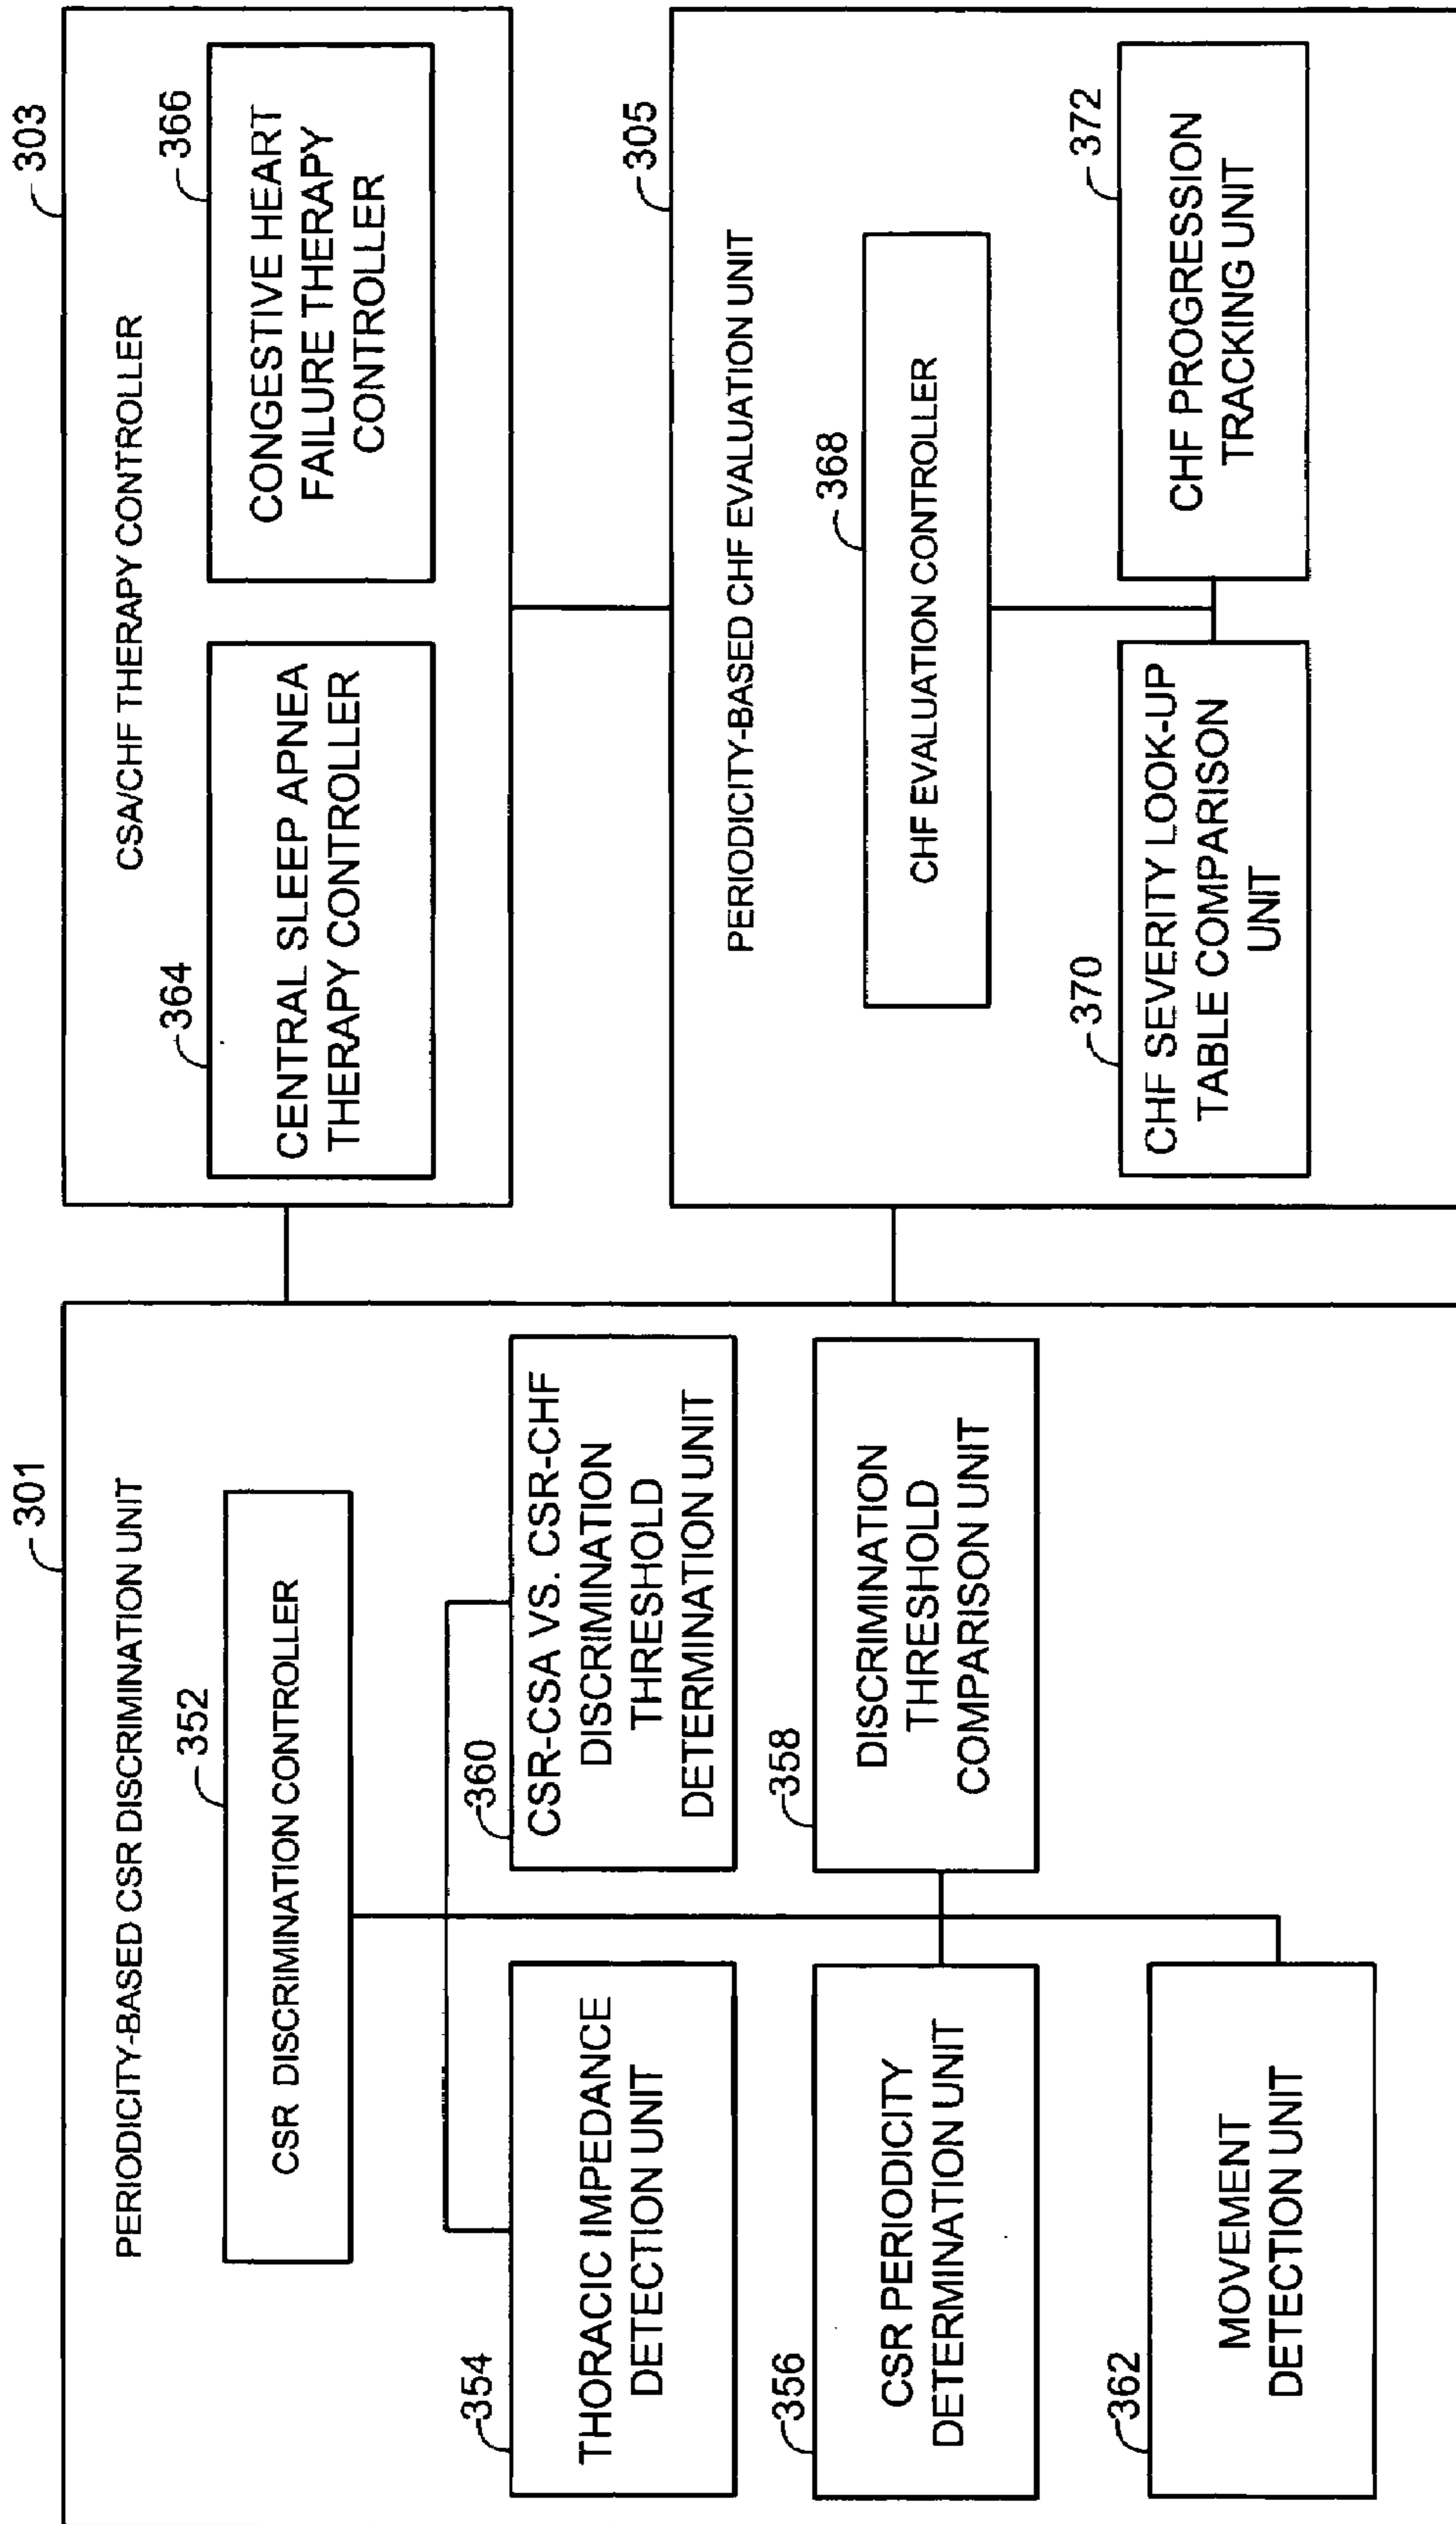 301
PERIODICITY-BASED CSR DISCRIMINATION UNIT
352
CSR DISCRIMINATION CONTROLLER
354
THORACIC IMPEDANCE
DETECTION UNIT
360
CSR-CSA VS. CSR-CHF
DISCRIMINATION
THRESHOLD
DETERMINATION UNIT
356
CSR PERIODICITY
DETERMINATION UNIT
358
DISCRIMINATION
THRESHOLD
COMPARISON UNIT
362
MOVEMENT
DETECTION UNIT
303
CSA/CHF THERAPY CONTROLLER
364
CENTRAL SLEEP APNEA
THERAPY CONTROLLER
366
CONGESTIVE HEART
FAILURE THERAPY
CONTROLLER
305
PERIODICITY-BASED CHF EVALUATION UNIT
368
CHF EVALUATION CONTROLLER
370
CHF SEVERITY LOOK-UP
TABLE COMPARISON
UNIT
372
CHF PROGRESSION
TRACKING UNIT